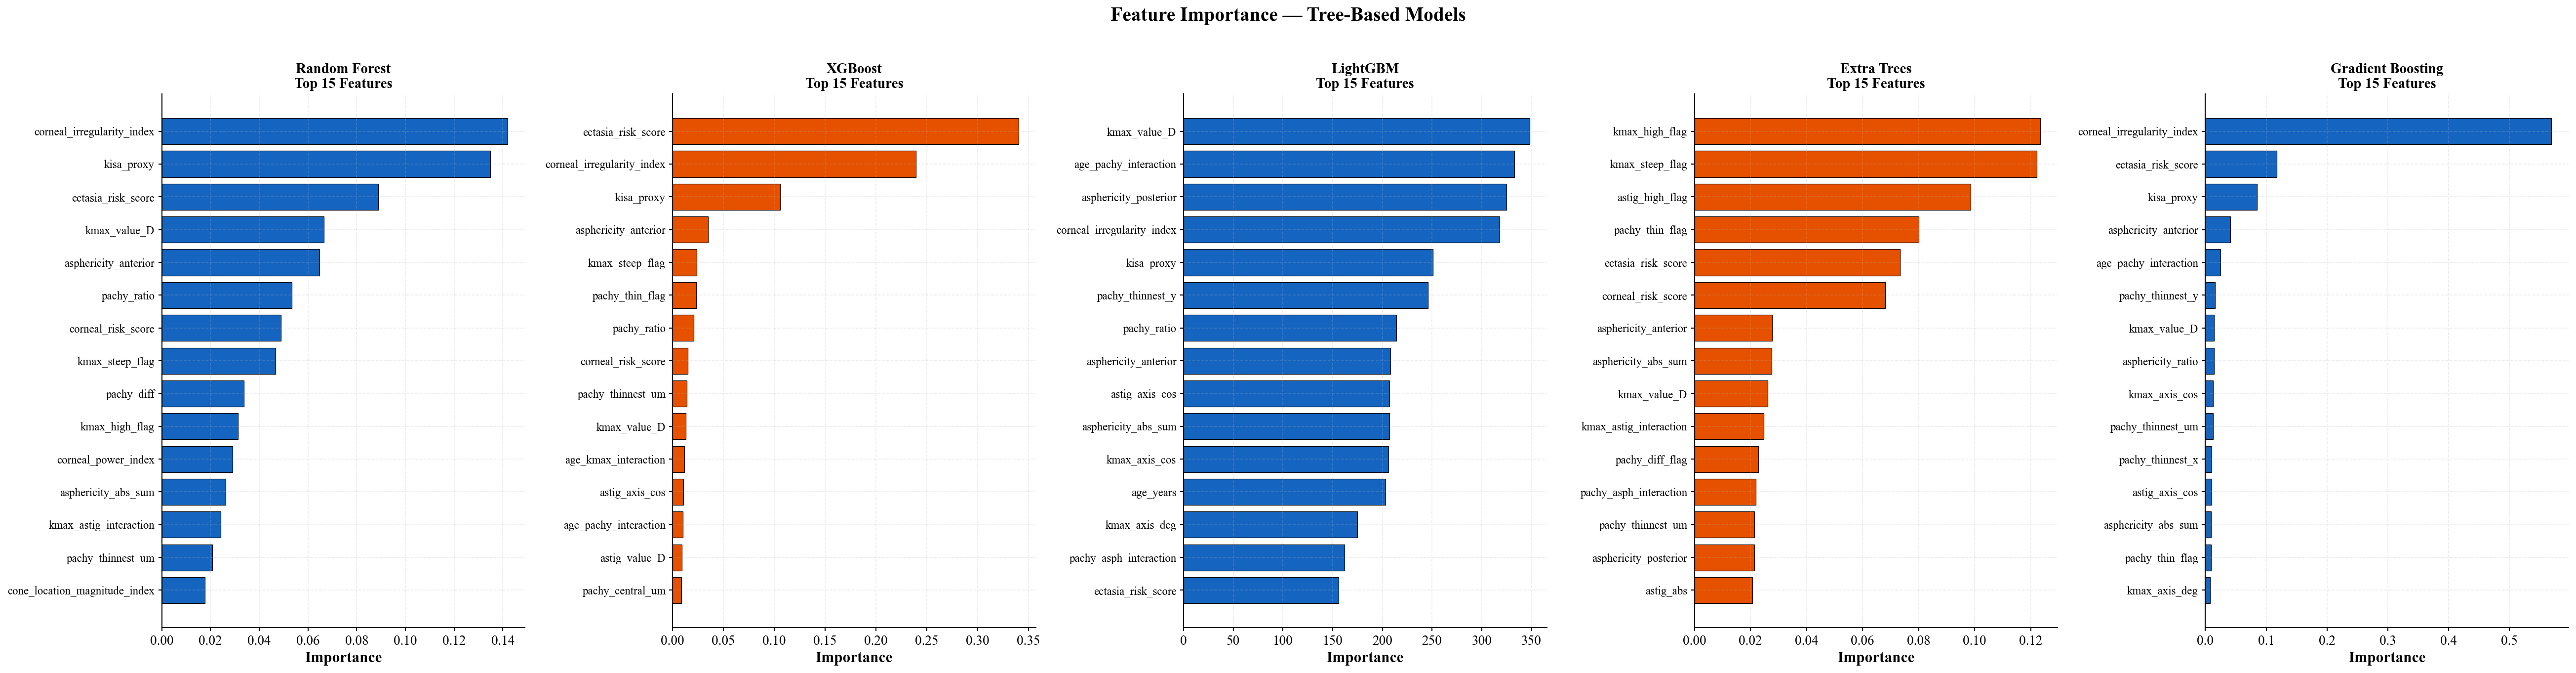 Feature Importance — Tree-Based Models
Random Forest
Top 15 Features
corneal_irregularity_index
kisa_proxy
ectasia_risk_score
kmax_value_D
asphericity_anterior
pachy_ratio
corneal_risk_score
kmax_steep_flag
pachy_diff
kmax_high_flag
corneal_power_index
asphericity_abs_sum
kmax_astig_interaction
pachy_thinnest_um
cone_location_magnitude_index
0.00 0.02 0.04 0.06 0.08 0.10 0.12 0.14
Importance
XGBoost
Top 15 Features
ectasia_risk_score
corneal_irregularity_index
kisa_proxy
asphericity_anterior
kmax_steep_flag
pachy_thin_flag
pachy_ratio
corneal_risk_score
pachy_thinnest_um
kmax_value_D
age_kmax_interaction
astig_axis_cos
age_pachy_interaction
astig_value_D
pachy_central_um
0.00 0.05 0.10 0.15 0.20 0.25 0.30 0.35
Importance
LightGBM
Top 15 Features
kmax_value_D
age_pachy_interaction
asphericity_posterior
corneal_irregularity_index
kisa_proxy
pachy_thinnest_y
pachy_ratio
asphericity_anterior
astig_axis_cos
asphericity_abs_sum
kmax_axis_cos
age_years
kmax_axis_deg
pachy_asph_interaction
ectasia_risk_score
0 50 100 150 200 250 300 350
Importance
Extra Trees
Top 15 Features
kmax_high_flag
kmax_steep_flag
astig_high_flag
pachy_thin_flag
ectasia_risk_score
corneal_risk_score
asphericity_anterior
asphericity_abs_sum
kmax_value_D
kmax_astig_interaction
pachy_diff_flag
pachy_asph_interaction
pachy_thinnest_um
asphericity_posterior
astig_abs
0.00 0.02 0.04 0.06 0.08 0.10 0.12
Importance
Gradient Boosting
Top 15 Features
corneal_irregularity_index
ectasia_risk_score
kisa_proxy
asphericity_anterior
age_pachy_interaction
pachy_thinnest_y
kmax_value_D
asphericity_ratio
kmax_axis_cos
pachy_thinnest_um
pachy_thinnest_x
astig_axis_cos
asphericity_abs_sum
pachy_thin_flag
kmax_axis_deg
0.0 0.1 0.2 0.3 0.4 0.5
Importance